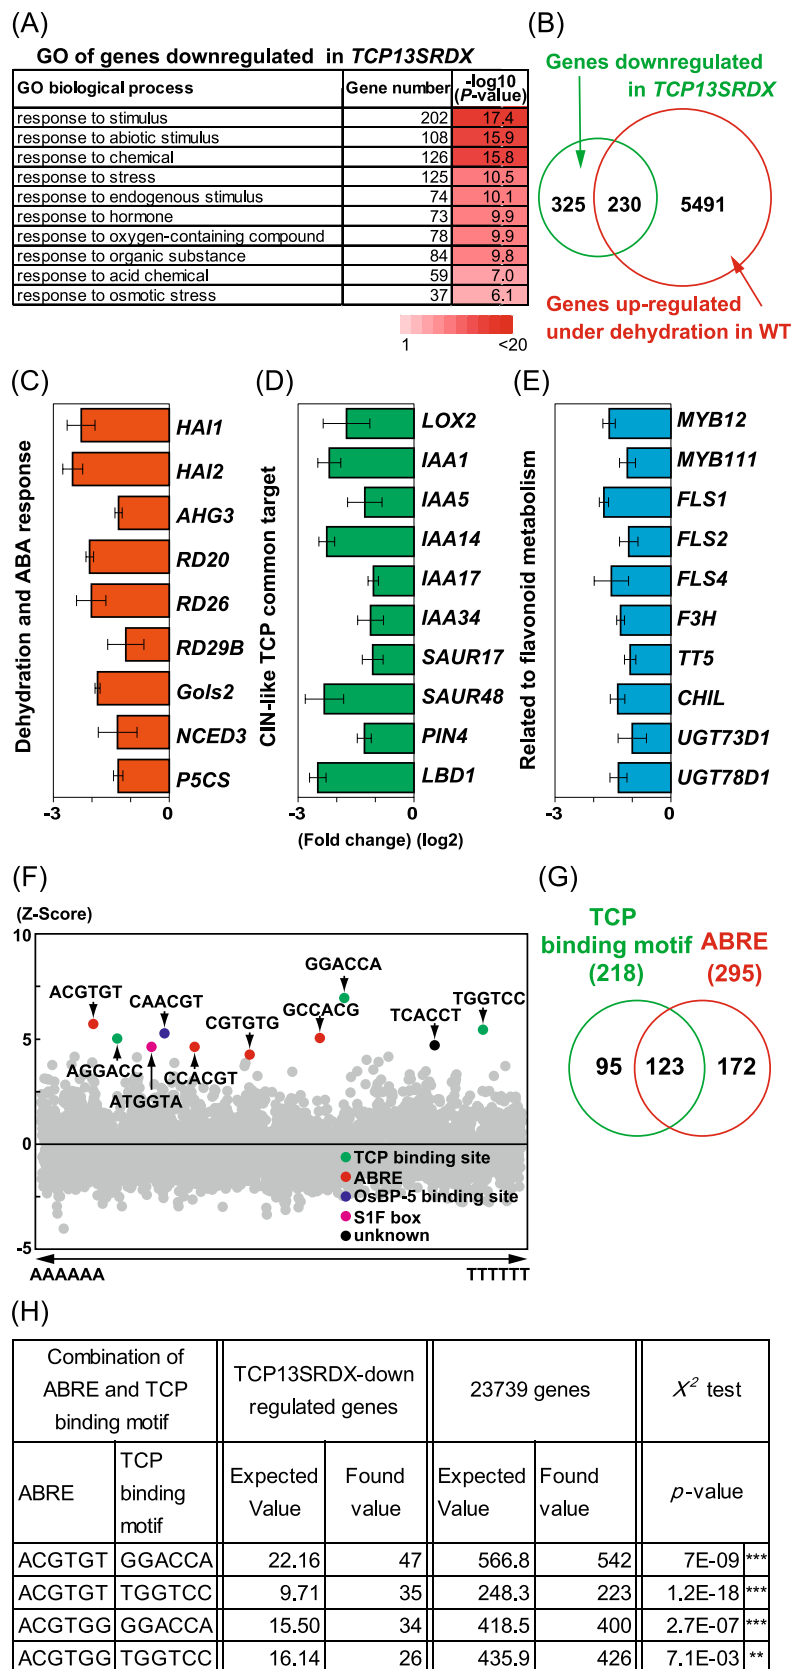 (A)
GO of genes downregulated in TCP13SRDX
GO biological process Gene number -log10 (P-value)
response to stimulus 202 17.4
response to abiotic stimulus 108 15.9
response to chemical 126 15.8
response to stress 125 10.5
response to endogenous stimulus 74 10.1
response to hormone 73 9.9
response to oxygen-containing compound 78 9.9
response to organic substance 84 9.8
response to acid chemical 59 7.0
response to osmotic stress 37 6.1
1 <20
(B)
Genes downregulated
in TCP13SRDX
325 230 5491
Genes up-regulated
under dehydration in WT
(C)
Dehydration and ABA response
HAI1
HAI2
AHG3
RD20
RD26
RD29B
Gols2
NCED3
P5CS
-3 0
(D)
CIN-like TCP common target
LOX2
IAA1
IAA5
IAA14
IAA17
IAA34
SAUR17
SAUR48
PIN4
LBD1
-3 0
(Fold change) (log2)
(E)
Related to flavonoid metabolism
MYB12
MYB111
FLS1
FLS2
FLS4
F3H
TT5
CHIL
UGT73D1
UGT78D1
-3 0
(F)
(Z-Score)
10
5
0
-5
GGACCA
ACGTGT
CAACGT
GCCACG
TGGTCC
CGTGTG
TCACCT
AGGACC
CCACGT
ATGGTA
TCP binding site
ABRE
OsBP-5 binding site
S1F box
unknown
AAAAAA TTTTTT
(G)
TCP
binding motif
(218)
ABRE
(295)
95 123 172
(H)
Combination of
ABRE and TCP
binding motif
TCP13SRDX-down
regulated genes
23739 genes
X2 test
ABRE
TCP
binding
motif
Expected
Value
Found
value
Expected
Value
Found
value
p-value
ACGTGT GGACCA 22.16 47 566.8 542 7E-09 ***
ACGTGT TGGTCC 9.71 35 248.3 223 1.2E-18 ***
ACGTGG GGACCA 15.50 34 418.5 400 2.7E-07 ***
ACGTGG TGGTCC 16.14 26 435.9 426 7.1E-03 **